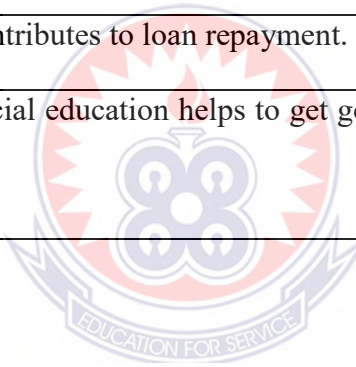 ntributes to loan repayment.
cial education helps to get go
EDUCATION FOR SERVICE